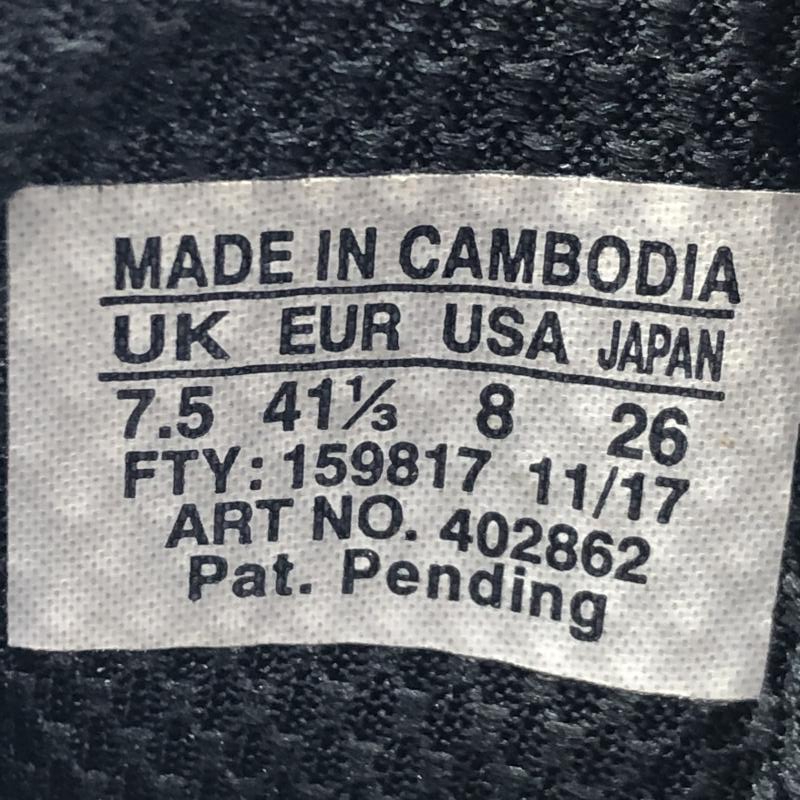 MADE IN CAMBODIA
UK EUR USA JAPAN
7.5 41⅓ 8 26
FTY: 159817 11/17
ART NO. 402862
Pat. Pending